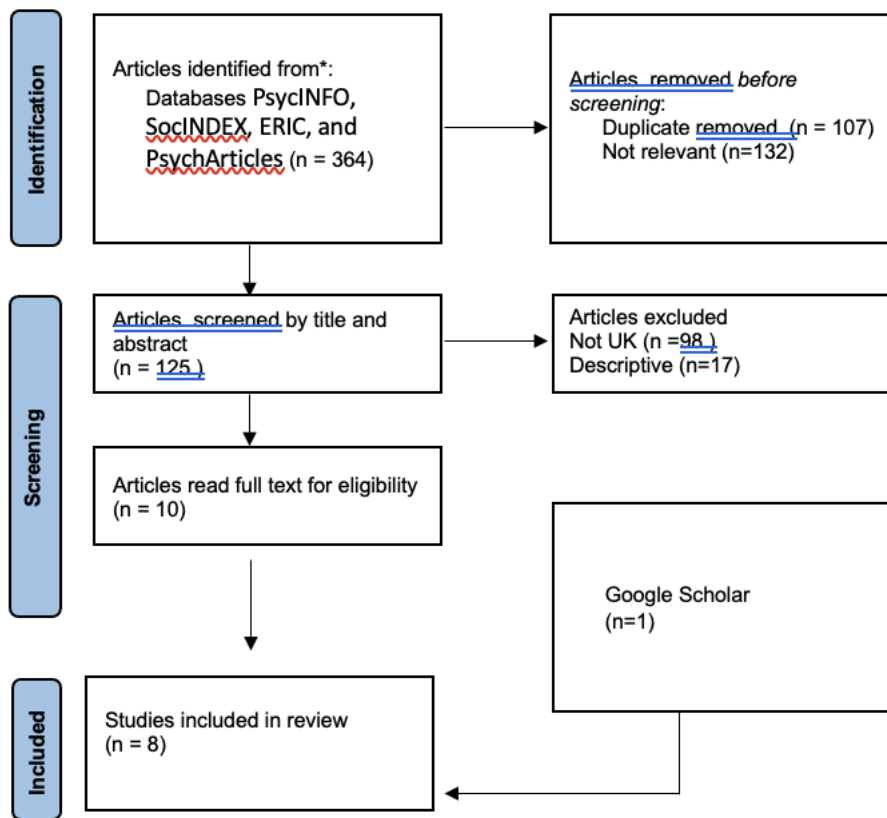 Identification
Articles identified from*:
Databases PsycINFO,
SocINDEX, ERIC, and
PsychArticles (n = 364)
Articles removed before
screening:
Duplicate removed (n = 107)
Not relevant (n=132)
Screening
Articles screened by title and
abstract
(n = 125 )
Articles excluded
Not UK (n =98 )
Descriptive (n=17)
Articles read full text for eligibility
(n = 10)
Google Scholar
(n=1)
Included
Studies included in review
(n = 8)